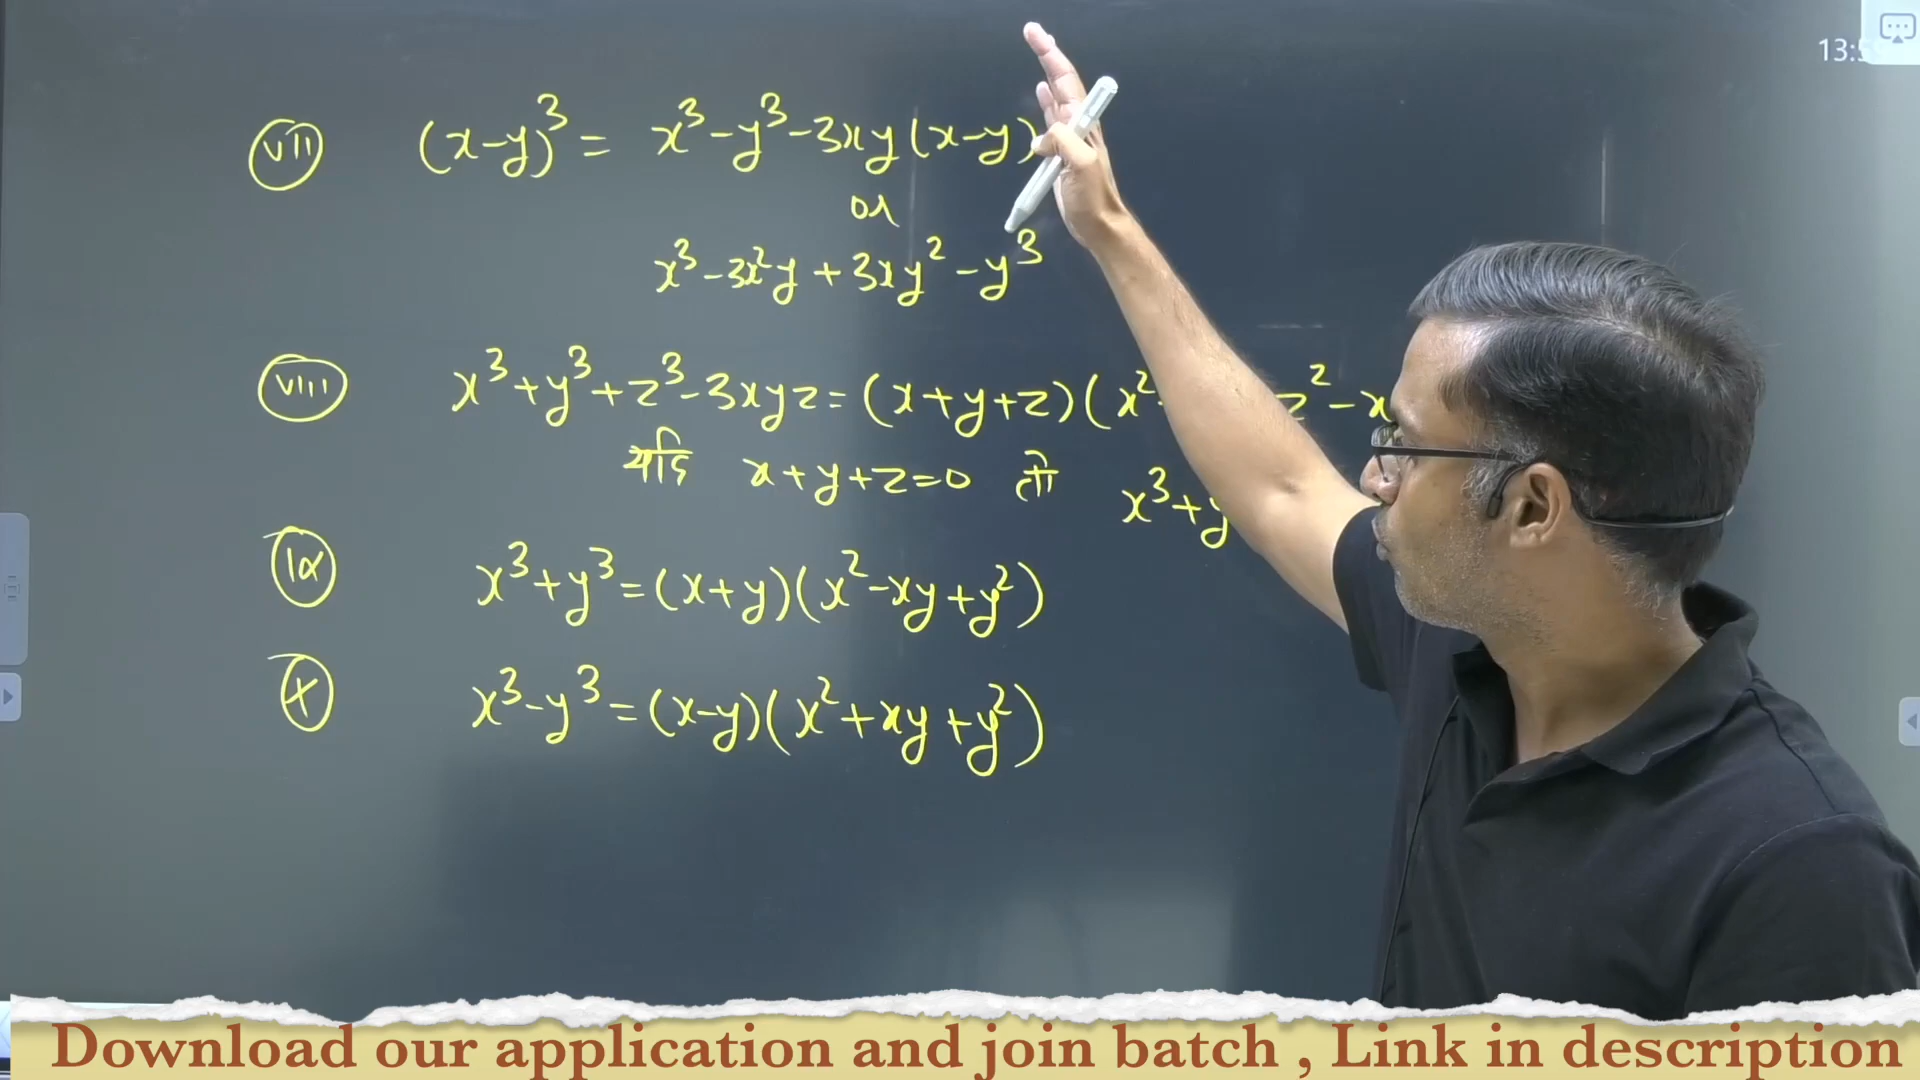 13:5
(vii) (x-y)³ = x³-y³-3xy(x-y)
or
x³-3x²y+3xy²-y³
(viii) x³+y³+z³-3xyz=(x+y+z)(x² z²-x
यदि x+y+z=0 तो x³+y
(ix) x³+y³=(x+y)(x²-xy+y²)
(x) x³-y³=(x-y)(x²+xy+y²)
Download our application and join batch , Link in description